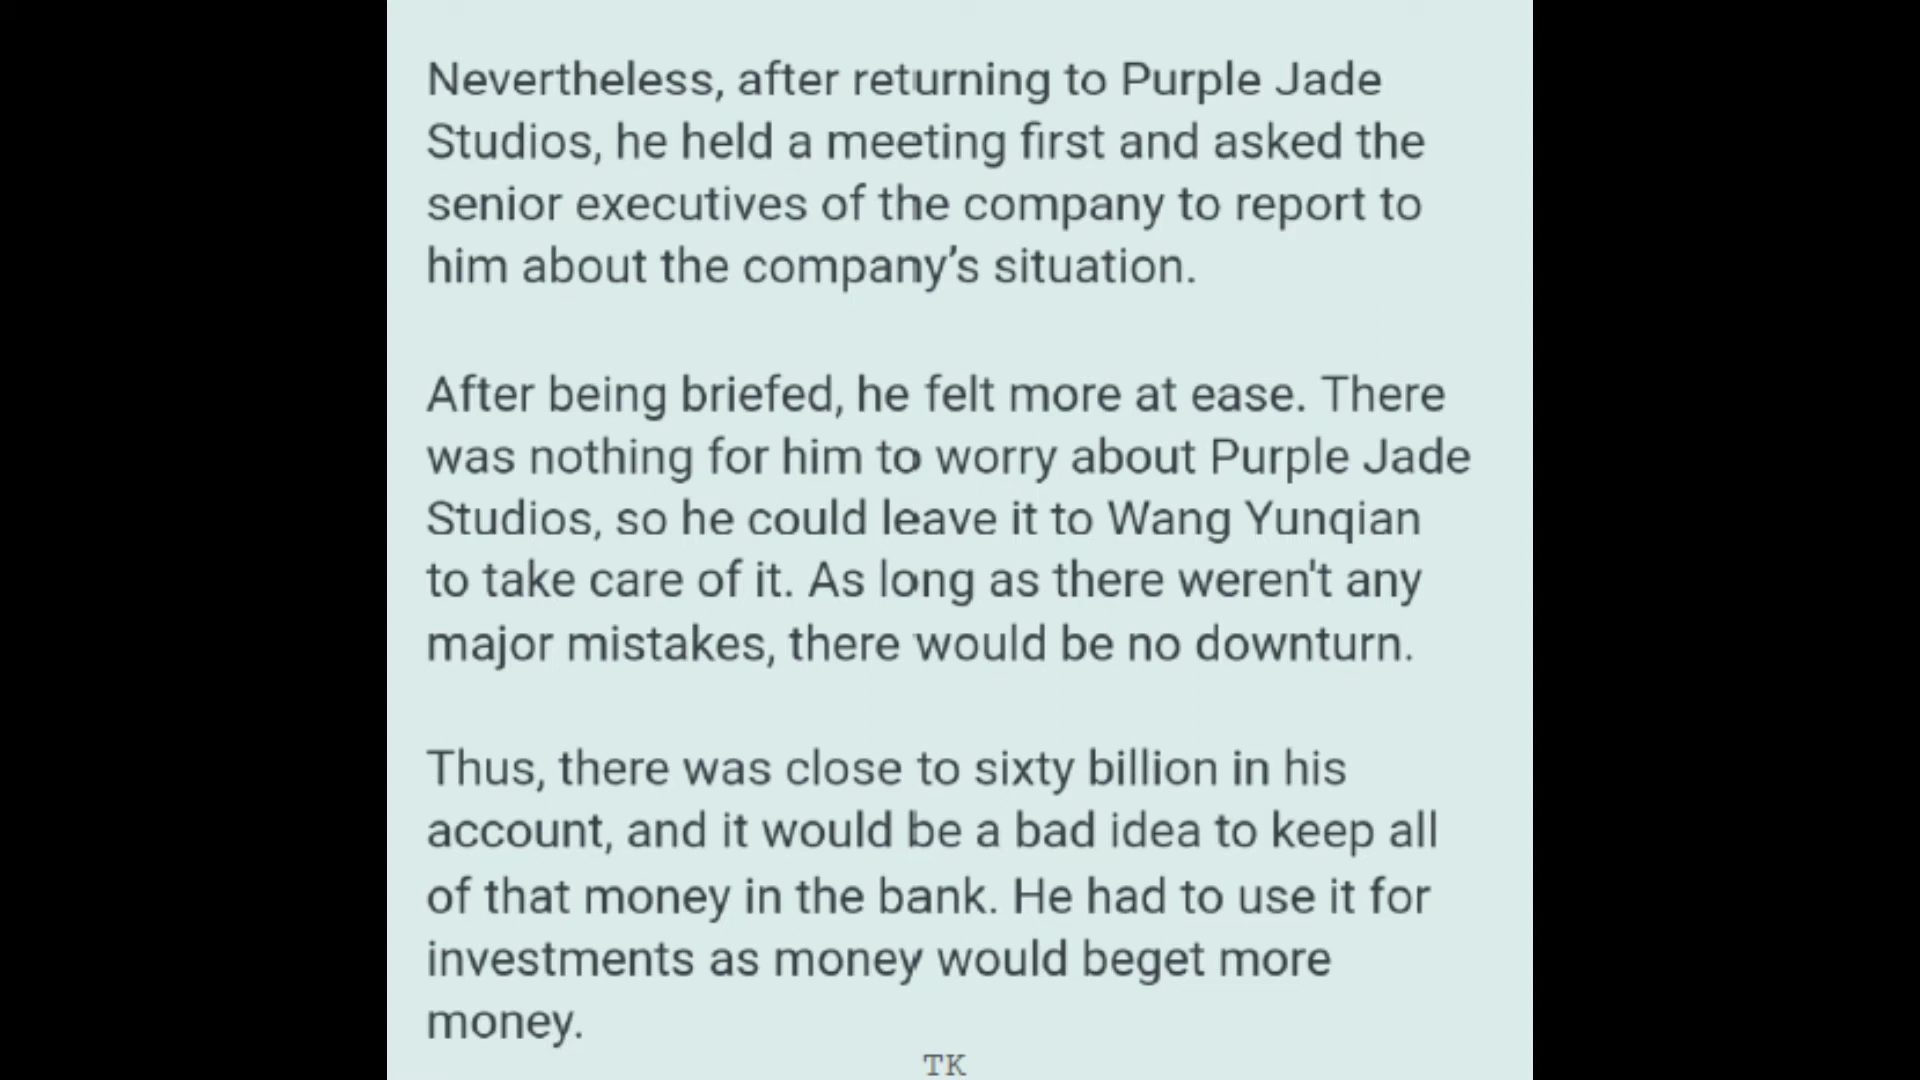 Nevertheless, after returning to Purple Jade
Studios, he held a meeting first and asked the
senior executives of the company to report to
him about the company’s situation.
After being briefed, he felt more at ease. There
was nothing for him to worry about Purple Jade
Studios, so he could leave it to Wang Yunqian
to take care of it. As long as there weren't any
major mistakes, there would be no downturn.
Thus, there was close to sixty billion in his
account, and it would be a bad idea to keep all
of that money in the bank. He had to use it for
investments as money would beget more
money.
TK